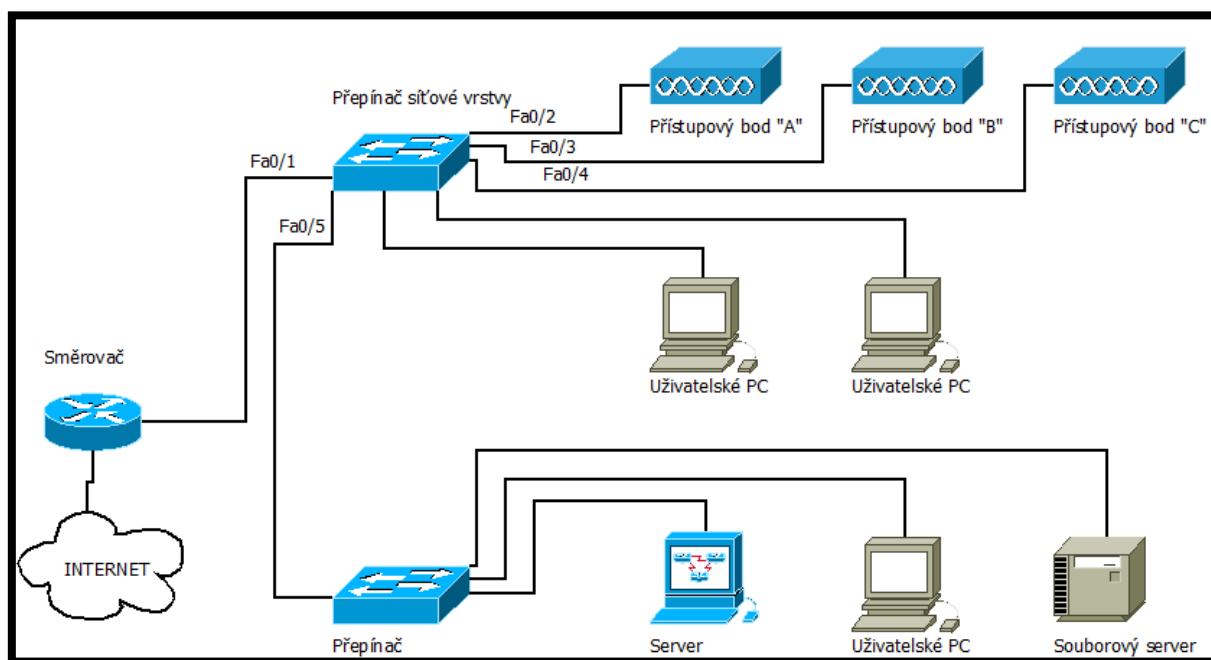 Přepínač síťové vrstvy
Fa0/2
Přístupový bod "A"
Přístupový bod "B"
Přístupový bod "C"
Fa0/3
Fa0/1
Fa0/4
Fa0/5
Směrovač
Uživatelské PC
Uživatelské PC
INTERNET
Přepínač
Server
Uživatelské PC
Souborový server